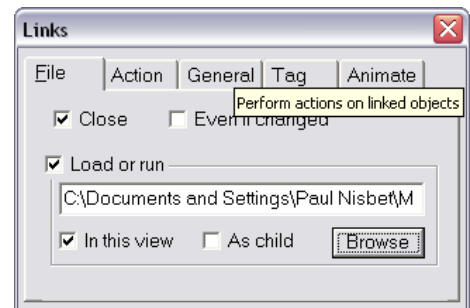 Links
File Action General Tag Animate
Perform actions on linked objects
Close Even if changed
Load or run
C:\Documents and Settings\Paul Nisbet\M
In this view As child Browse